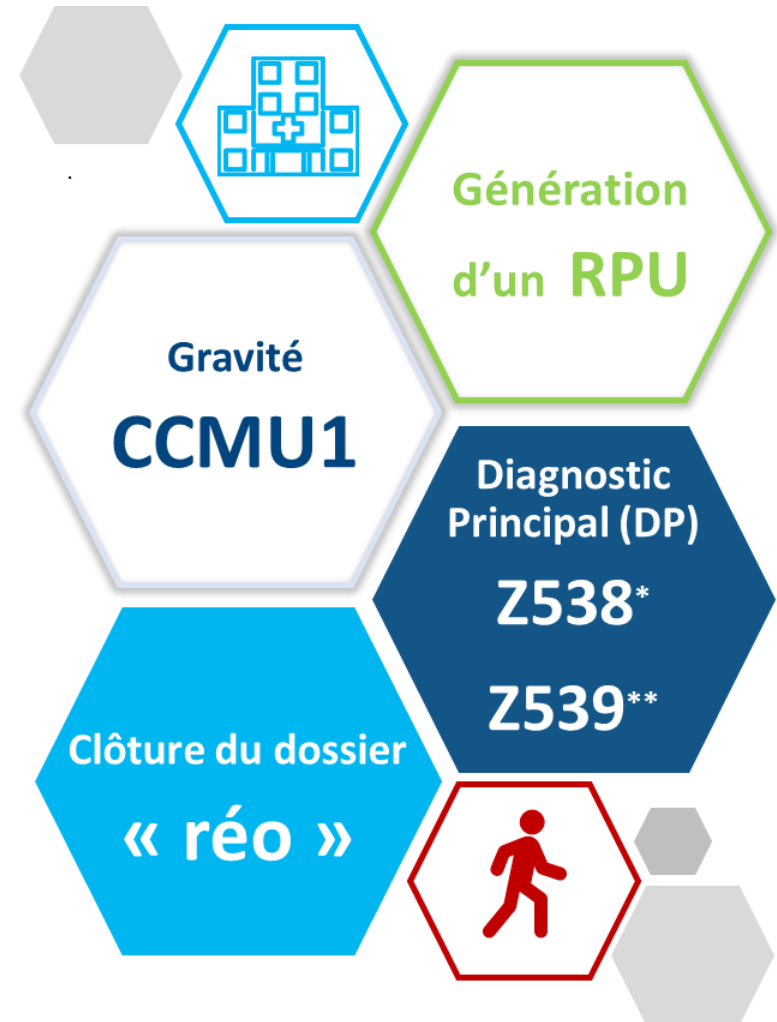 Génération
d’un RPU
Gravité
CCMU1
Diagnostic
Principal (DP)
Z538*
Z539**
Clôture du dossier
« réo »